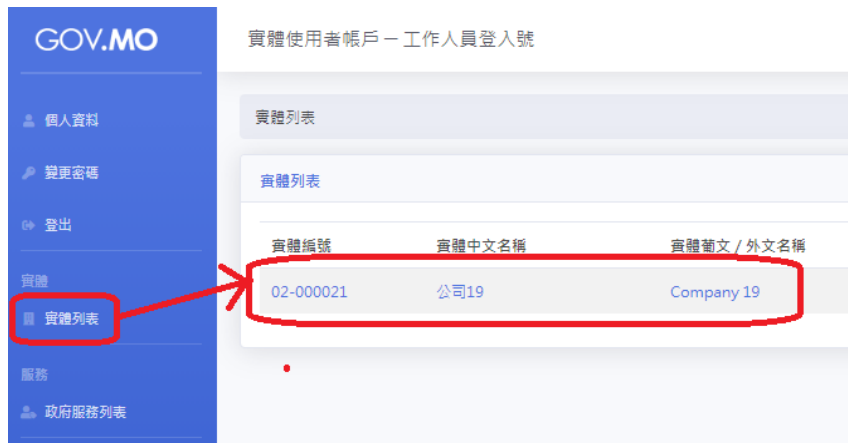 GOV.MO
實體使用者帳戶 — 工作人員登入號
個人資料
變更密碼
登出
實體
實體列表
服務
政府服務列表
實體列表
實體列表
實體編號 實體中文名稱 實體葡文 / 外文名稱
02-000021 公司19 Company 19